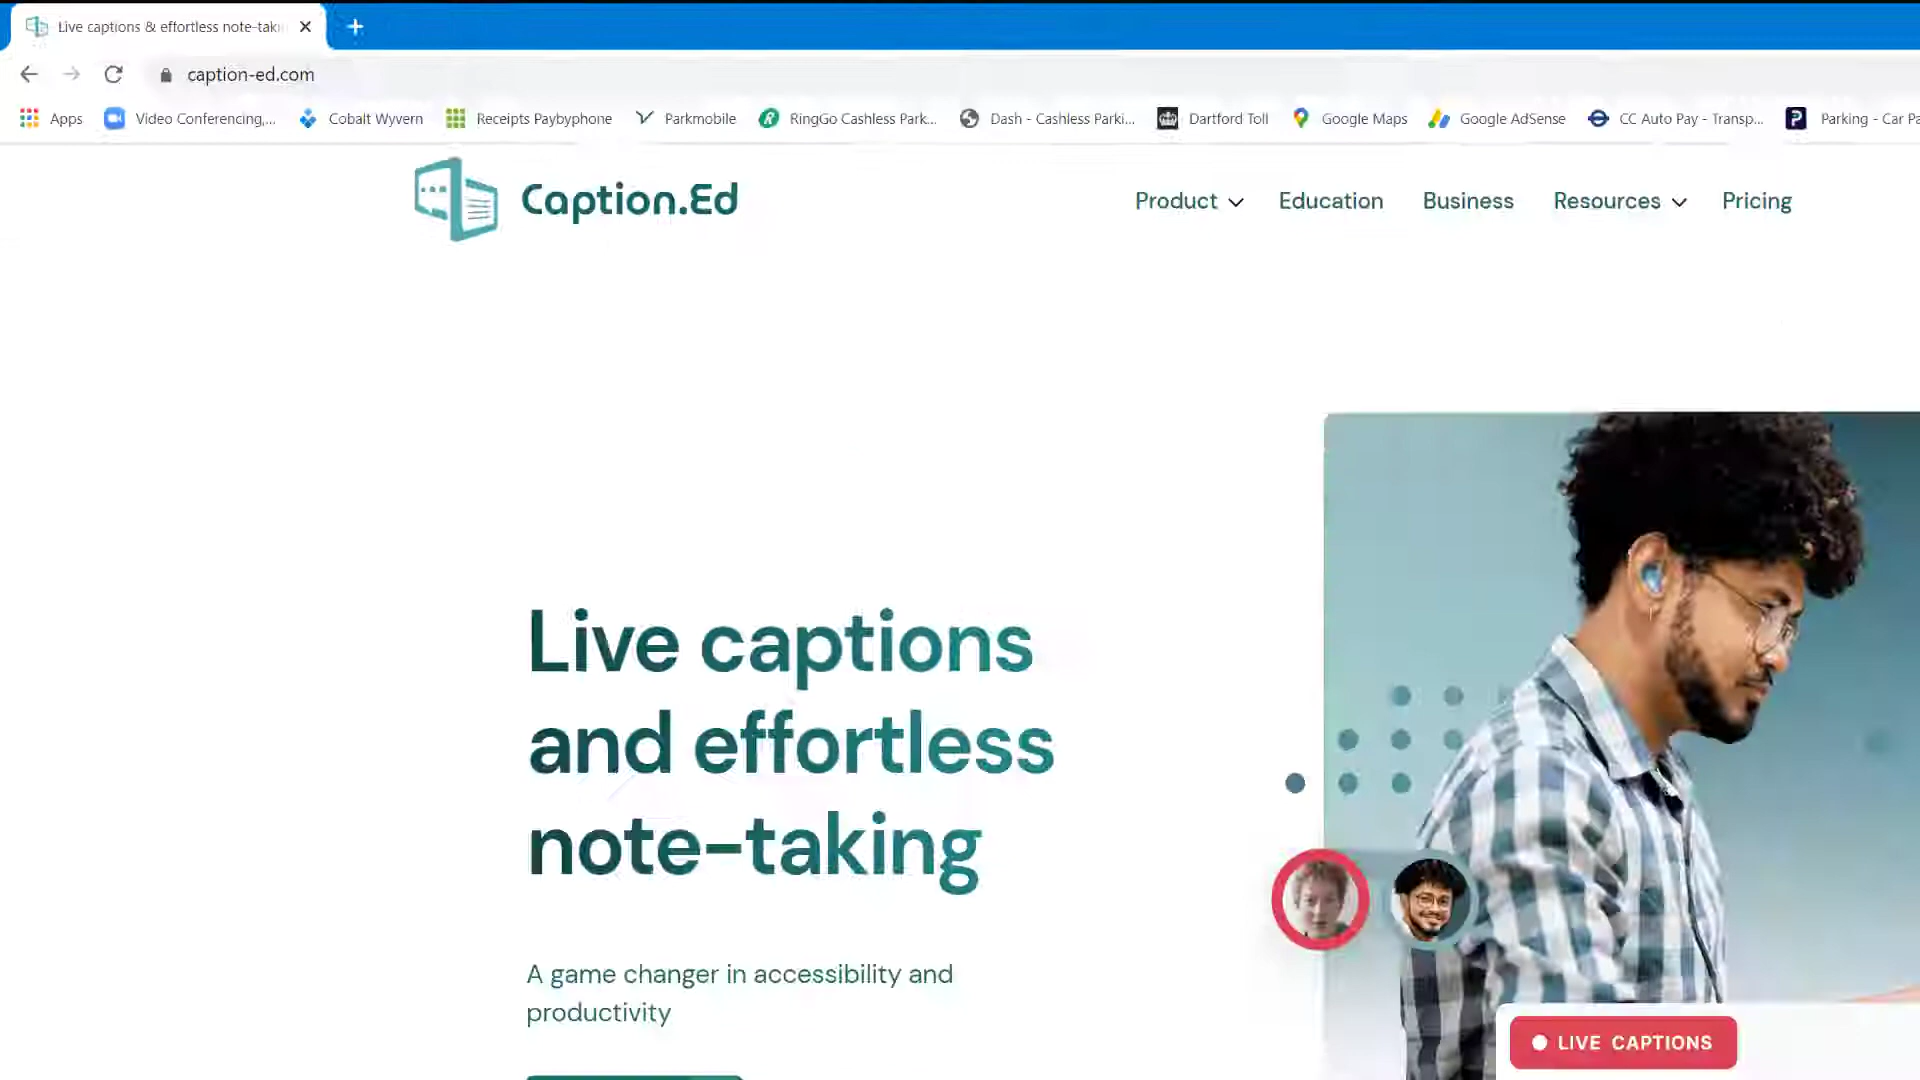 Live captions & effortless note-taki
caption-ed.com
Apps
Video Conferencing,...
Cobalt Wyvern
Receipts Paybyphone
Parkmobile
RingGo Cashless Park...
Dash - Cashless Parki...
Dartford Toll
Google Maps
Google AdSense
CC Auto Pay - Transp...
Parking - Car Pa
Caption.Ed
Product
Education
Business
Resources
Pricing
Live captions
and effortless
note-taking
A game changer in accessibility and
productivity
LIVE CAPTIONS